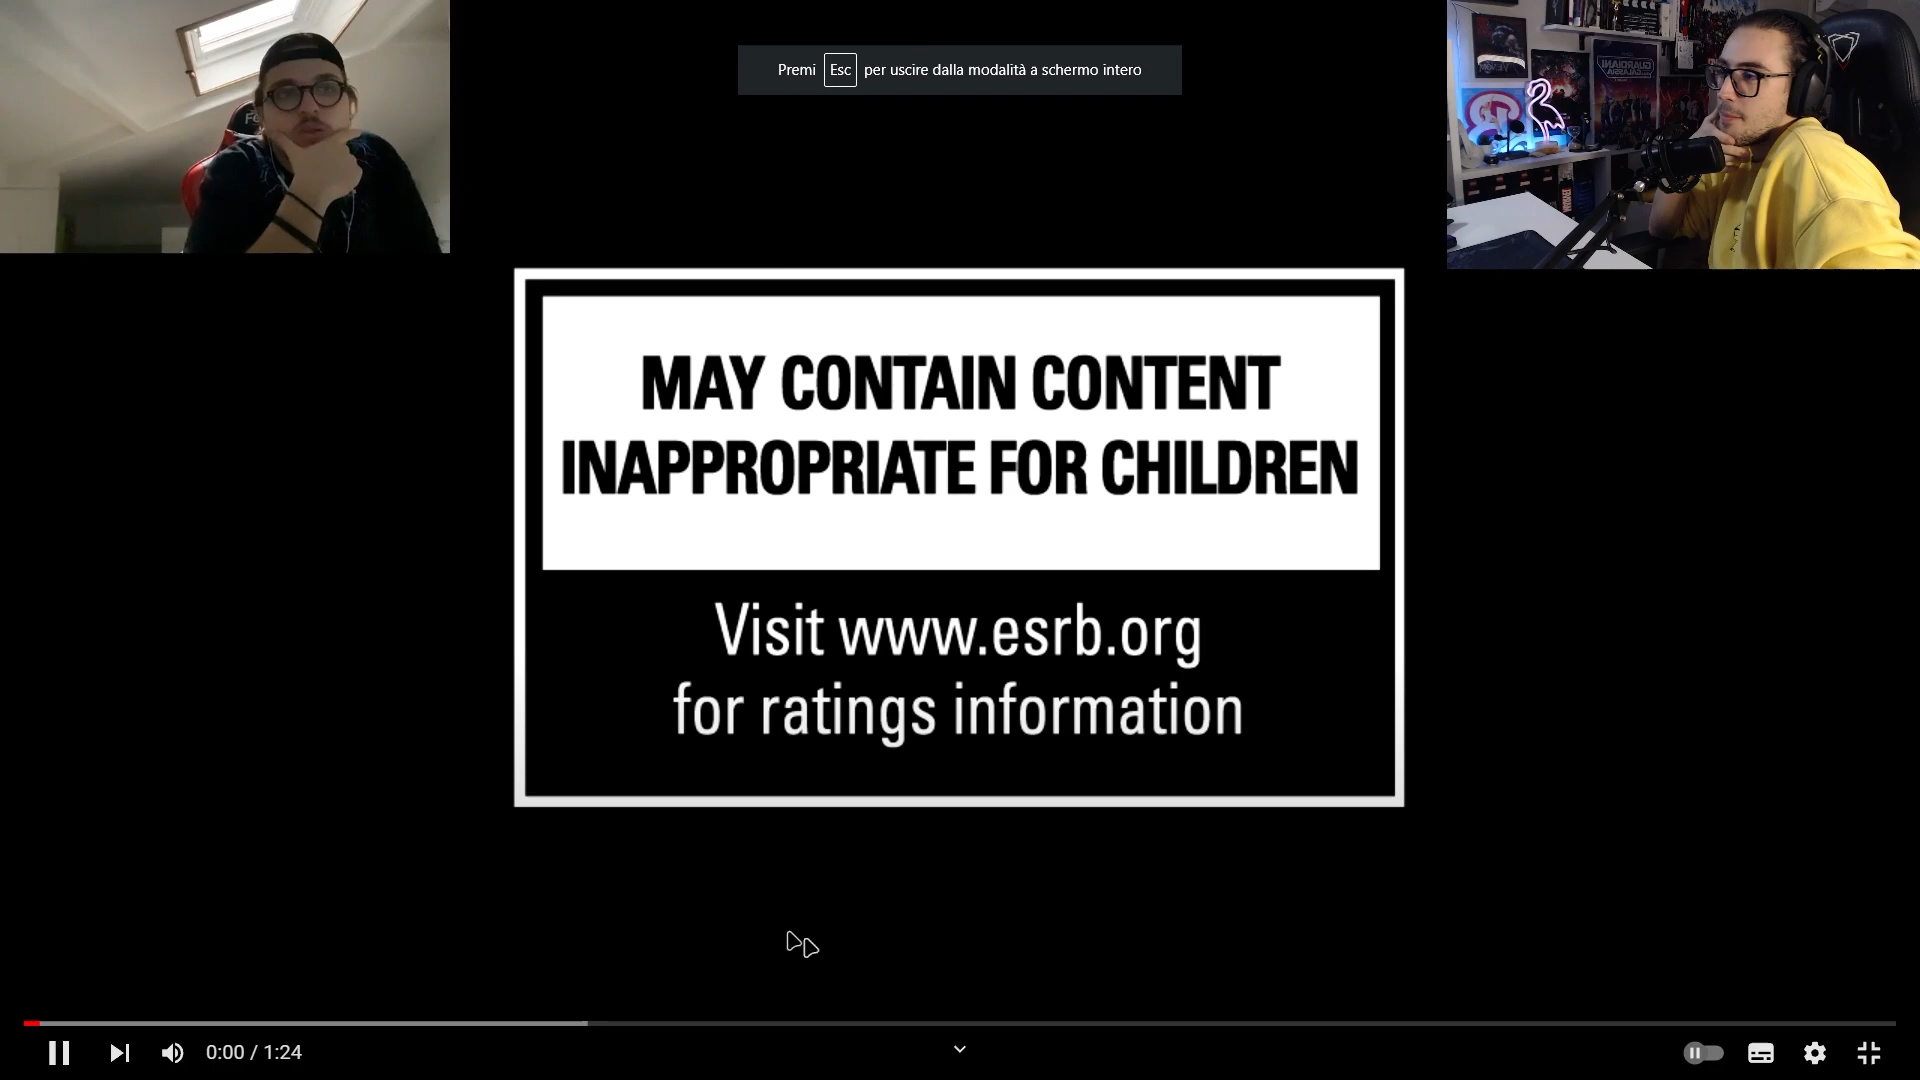 Premi Esc per uscire dalla modalità a schermo intero
MAY CONTAIN CONTENT
INAPPROPRIATE FOR CHILDREN
Visit www.esrb.org
for ratings information
0:00 / 1:24